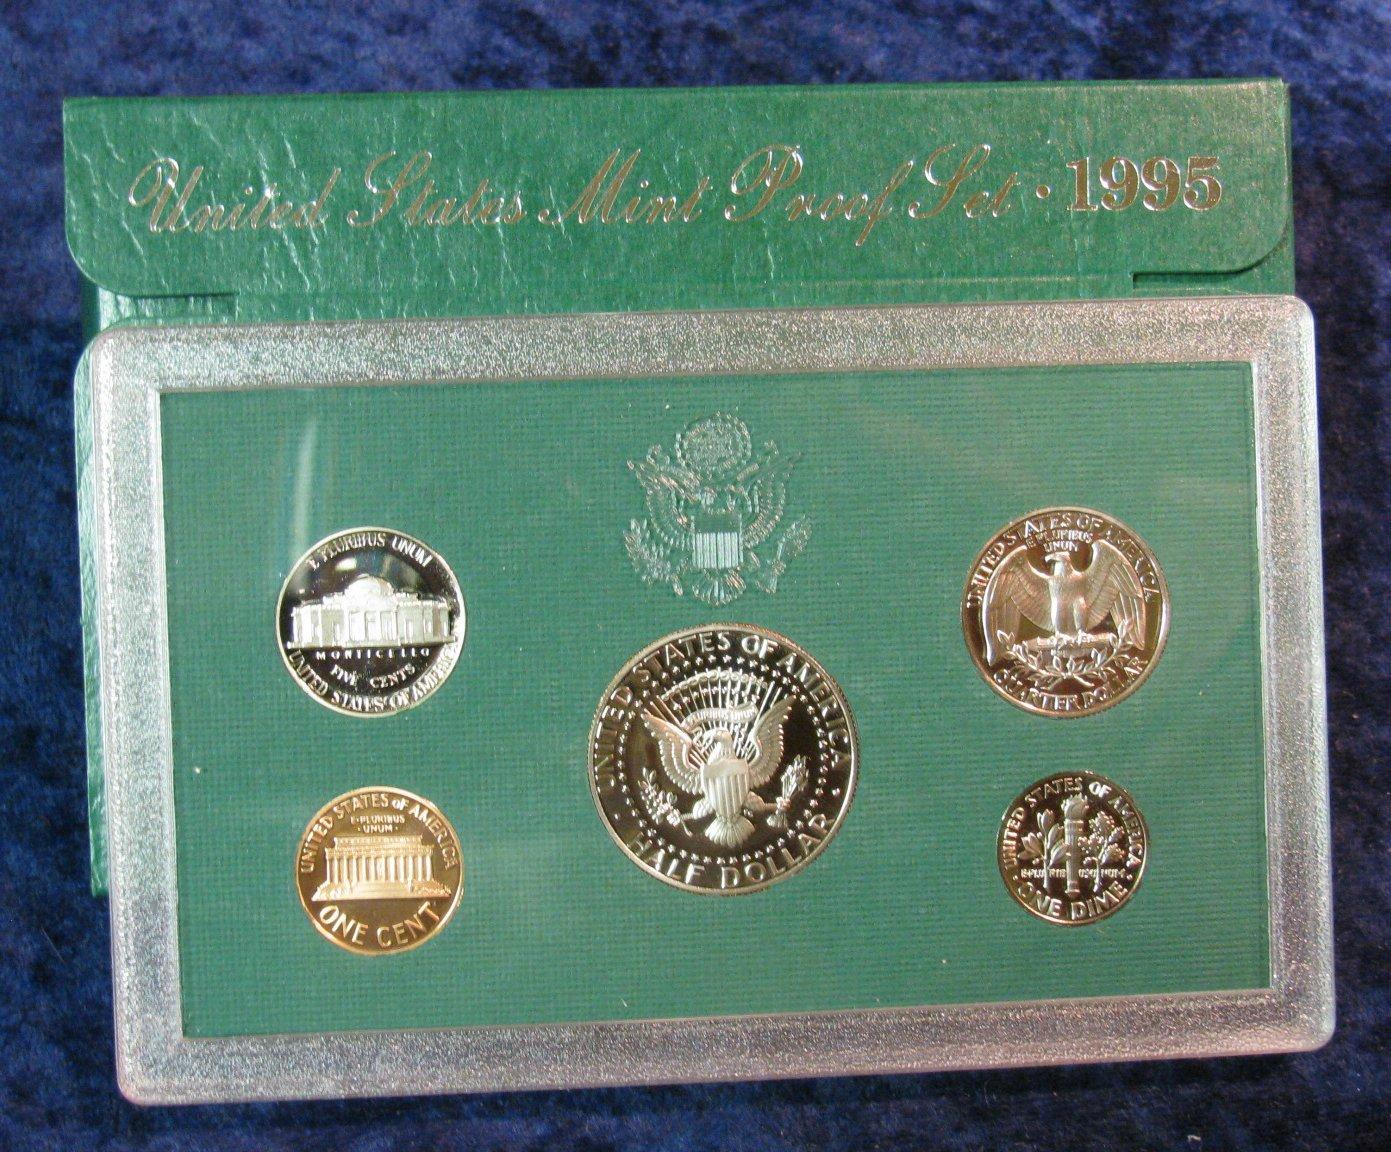 United States Mint Proof Set · 1995
E PLURIBUS UNUM
MONTICELLO
FIVE CENTS
UNITED STATES OF AMERICA
UNITED STATES OF AMERICA
E PLURIBUS
UNUM
QUARTER DOLLAR
UNITED STATES OF AMERICA
E PLURIBUS UNUM
HALF DOLLAR
UNITED STATES OF AMERICA
E·PLURIBUS
·UNUM·
ONE CENT
UNITED STATES OF AMERICA
E·PLURIBUS UNUM·
ONE DIME